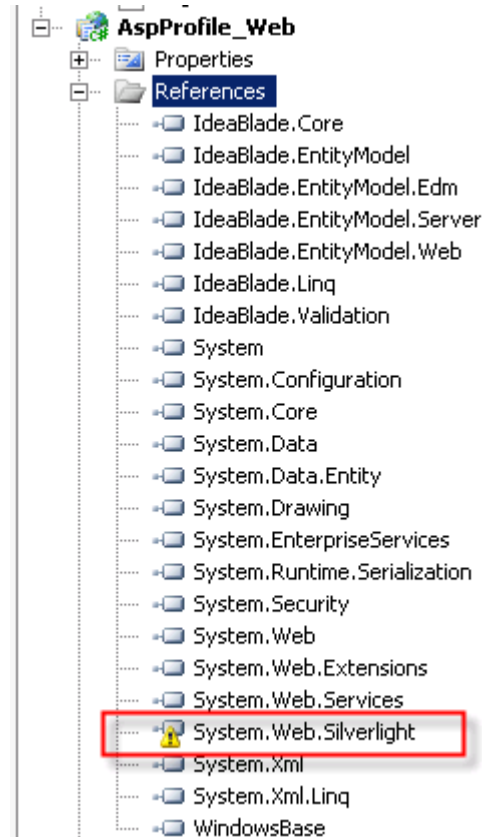 AspProfile_Web
Properties
References
IdeaBlade.Core
IdeaBlade.EntityModel
IdeaBlade.EntityModel.Edm
IdeaBlade.EntityModel.Server
IdeaBlade.EntityModel.Web
IdeaBlade.Linq
IdeaBlade.Validation
System
System.Configuration
System.Core
System.Data
System.Data.Entity
System.Drawing
System.EnterpriseServices
System.Runtime.Serialization
System.Security
System.Web
System.Web.Extensions
System.Web.Services
System.Web.Silverlight
System.Xml
System.Xml.Linq
WindowsBase